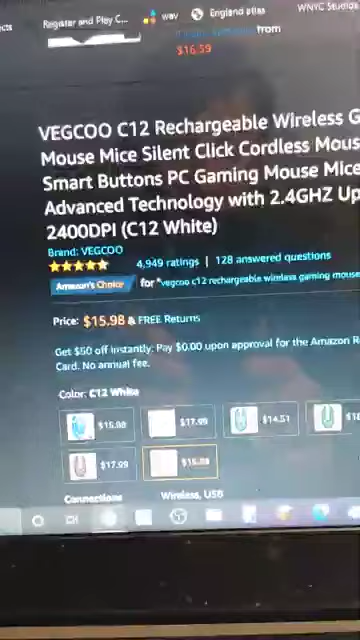 Register and Play C...
wav
England atlas
WNYC Studios
from
$16.59
VEGCOO C12 Rechargeable Wireless G
Mouse Mice Silent Click Cordless Mous
Smart Buttons PC Gaming Mouse Mice
Advanced Technology with 2.4GHZ Up
2400DPI (C12 White)
Brand: VEGCOO
4,949 ratings | 128 answered questions
Amazon's Choice for "vegcoo c12 rechargeable wireless gaming mouse
Price: $15.98 & FREE Returns
Get $50 off instantly: Pay $0.00 upon approval for the Amazon R
Card. No annual fee.
Color: C12 White
$15.98 $17.99 $14.51
$17.99 $15.98
Connections Wireless, USB